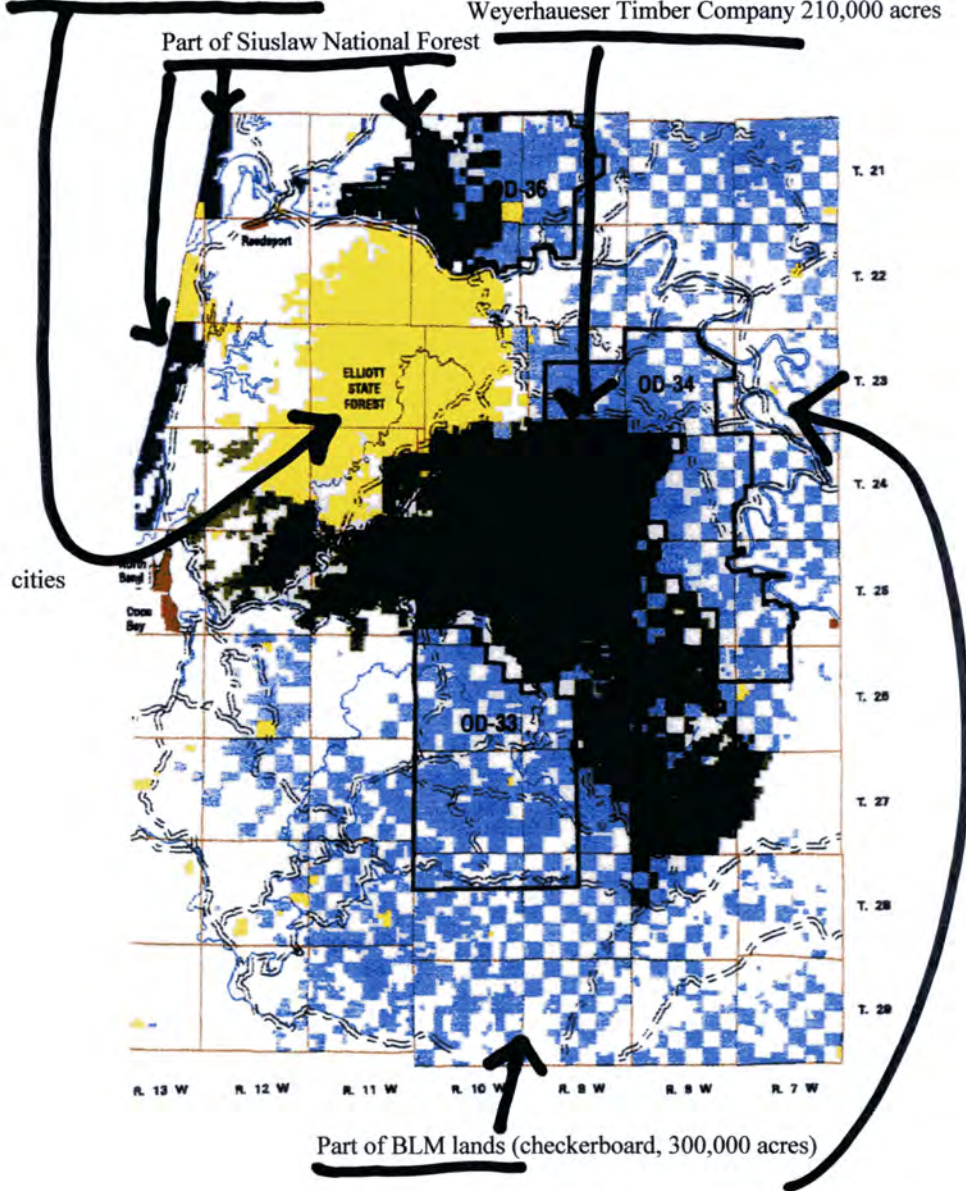 Weyerhaueser Timber Company 210,000 acres
Part of Siuslaw National Forest
OD-36
T. 21
Reedsport
T. 22
ELLIOTT
STATE
FOREST
OD-34
T. 23
T. 24
cities
North
Bend
Coos
Bay
T. 25
OD-33
T. 26
T. 27
T. 28
T. 29
R. 13 W R. 12 W R. 11 W R. 10 W R. 9 W R. 8 W R. 7 W
Part of BLM lands (checkerboard, 300,000 acres)